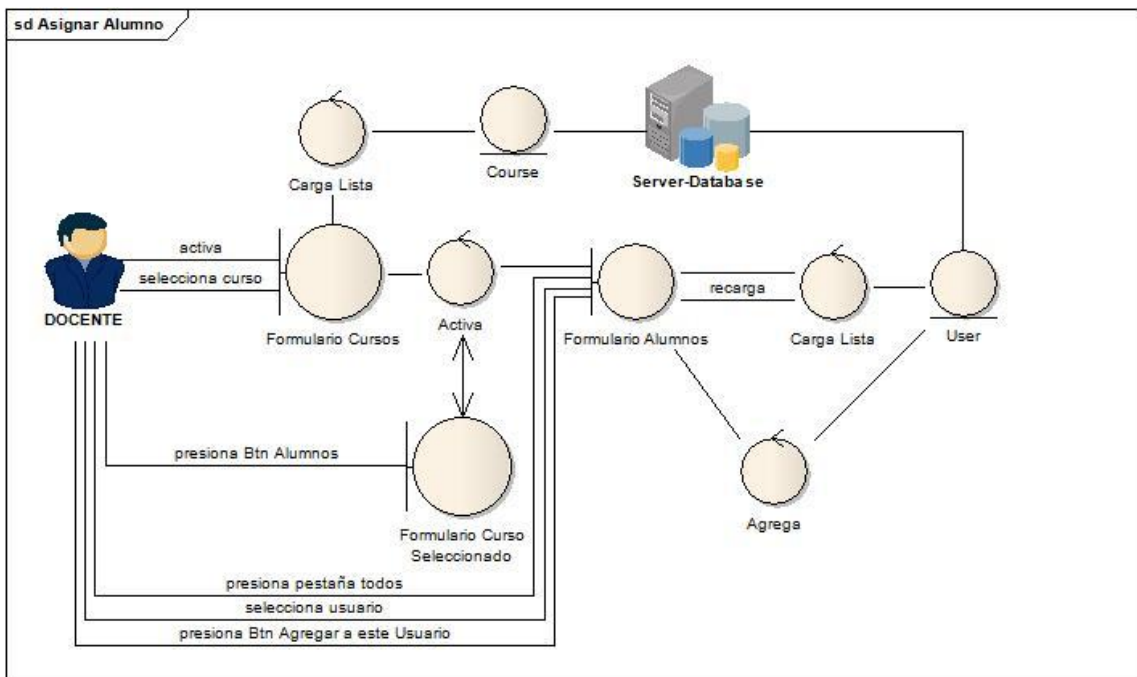 sd Asignar Alumno
Carga Lista
Course
Server-Database
activa
selecciona curso
DOCENTE
Formulario Cursos
Activa
Formulario Alumnos
recarga
Carga Lista
User
presiona Btn Alumnos
Formulario Curso
Seleccionado
Agrega
presiona pestaña todos
selecciona usuario
presiona Btn Agregar a este Usuario